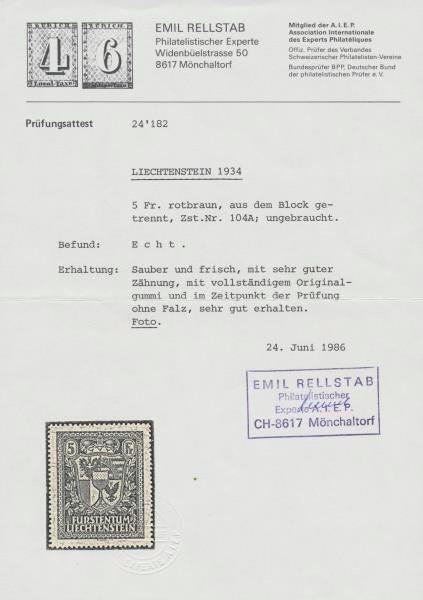 ZÜRICH
4
Local-Taxe
ZÜRICH
6
EMIL RELLSTAB
Philatelistischer Experte
Widenbüelstrasse 50
8617 Mönchaltorf
Mitglied der A.I.E.P.
Association Internationale
des Experts Philatéliques
Offiz. Prüfer des Verbandes
Schweizerischer Philatelisten-Vereine
Bundesprüfer BPP, Deutscher Bund
der philatelistischen Prüfer e.V.
Prüfungsattest 24'182
LIECHTENSTEIN 1934
5 Fr. rotbraun, aus dem Block ge-
trennt, Zst.Nr. 104A; ungebraucht.
Befund: E c h t .
Erhaltung: Sauber und frisch, mit sehr guter
Zähnung, mit vollständigem Original-
gummi und im Zeitpunkt der Prüfung
ohne Falz, sehr gut erhalten.
Foto.
24. Juni 1986
EMIL RELLSTAB
Philatelistischer
Experte A.I.E.P.
CH-8617 Mönchaltorf
5 Fr
FÜRSTENTUM
LIECHTENSTEIN
EXPERTE A.I.E.P.